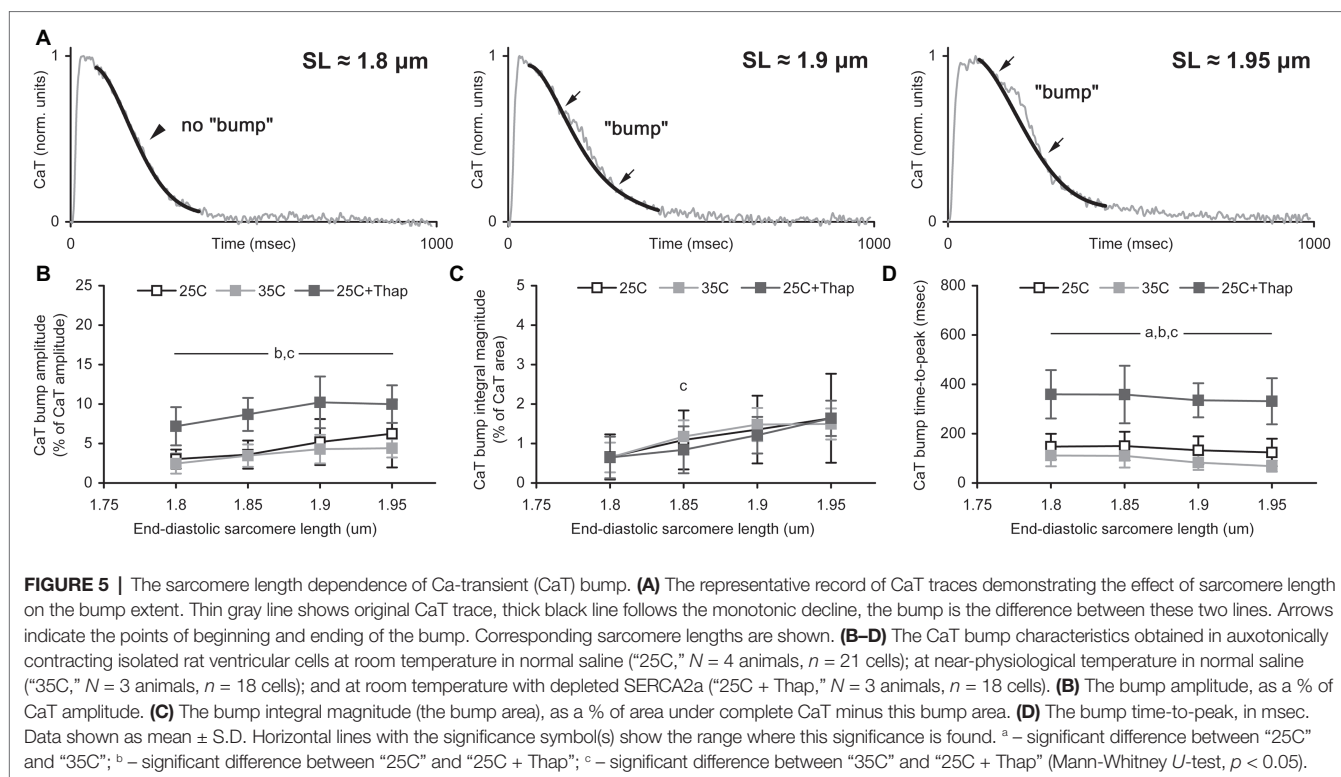 A
SL ≈ 1.8 μm
SL ≈ 1.9 μm
SL ≈ 1.95 μm
CaT (norm. units)
1
0
no "bump"
0
Time (msec)
1000
CaT (norm. units)
1
0
"bump"
0
Time (msec)
1000
CaT (norm. units)
1
0
"bump"
0
Time (msec)
1000
B
25C 35C 25C+Thap
CaT bump amplitude
(% of CaT amplitude)
25
20
15
10
5
0
b,c
1.75 1.8 1.85 1.9 1.95
End-diastolic sarcomere length (um)
C
25C 35C 25C+Thap
CaT bump integral magnitude
(% of CaT area)
5
4
3
2
1
0
c
1.75 1.8 1.85 1.9 1.95
End-diastolic sarcomere length (um)
D
25C 35C 25C+Thap
CaT bump time-to-peak (msec)
800
600
400
200
0
a,b,c
1.75 1.8 1.85 1.9 1.95
End-diastolic sarcomere length (um)
FIGURE 5 | The sarcomere length dependence of Ca-transient (CaT) bump. (A) The representative record of CaT traces demonstrating the effect of sarcomere length
on the bump extent. Thin gray line shows original CaT trace, thick black line follows the monotonic decline, the bump is the difference between these two lines. Arrows
indicate the points of beginning and ending of the bump. Corresponding sarcomere lengths are shown. (B–D) The CaT bump characteristics obtained in auxotonically
contracting isolated rat ventricular cells at room temperature in normal saline (“25C,” N = 4 animals, n = 21 cells); at near-physiological temperature in normal saline
(“35C,” N = 3 animals, n = 18 cells); and at room temperature with depleted SERCA2a (“25C + Thap,” N = 3 animals, n = 18 cells). (B) The bump amplitude, as a % of
CaT amplitude. (C) The bump integral magnitude (the bump area), as a % of area under complete CaT minus this bump area. (D) The bump time-to-peak, in msec.
Data shown as mean ± S.D. Horizontal lines with the significance symbol(s) show the range where this significance is found. ᵃ – significant difference between “25C”
and “35C”; ᵇ – significant difference between “25C” and “25C + Thap”; ᶜ – significant difference between “35C” and “25C + Thap” (Mann-Whitney U-test, p < 0.05).